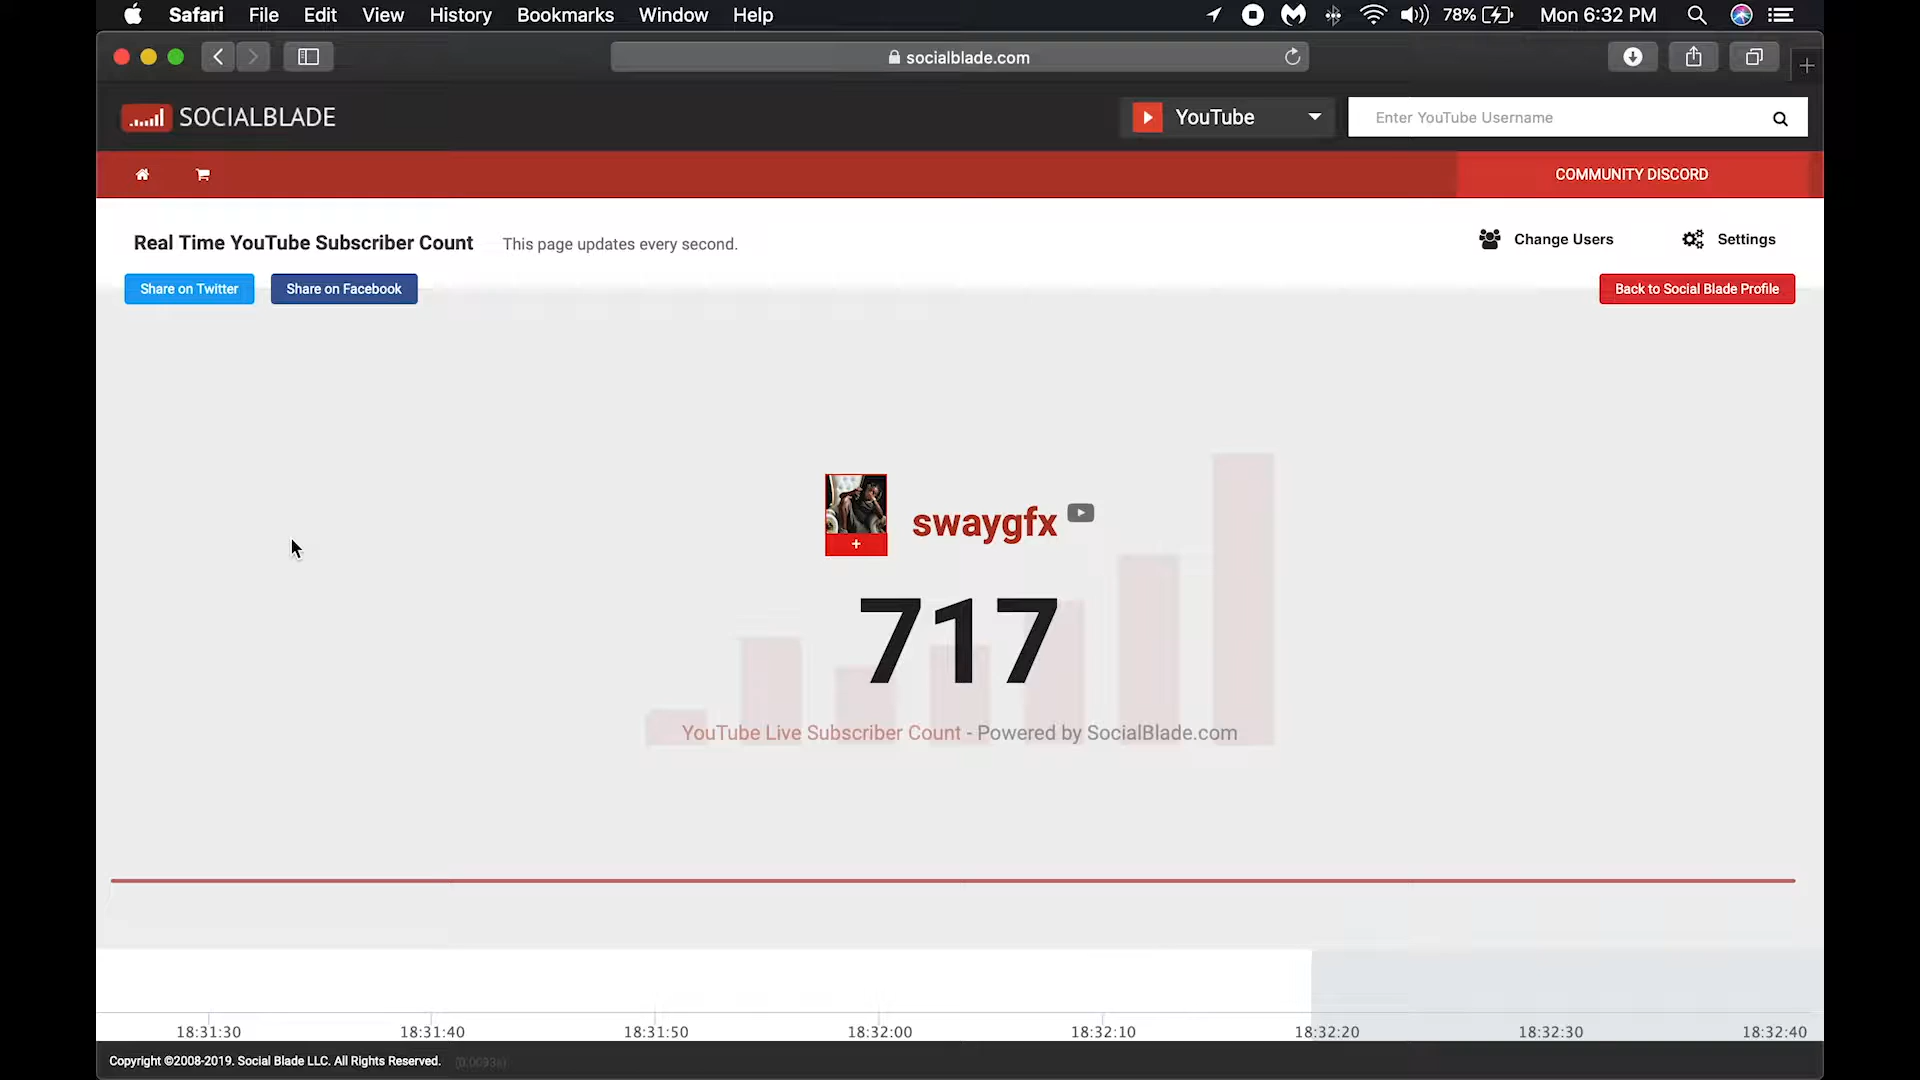 Safari File Edit View History Bookmarks Window Help 78% Mon 6:32 PM
socialblade.com
SOCIALBLADE YouTube Enter YouTube Username
COMMUNITY DISCORD
Real Time YouTube Subscriber Count This page updates every second. Change Users Settings
Share on Twitter Share on Facebook Back to Social Blade Profile
swaygfx
+
717
YouTube Live Subscriber Count - Powered by SocialBlade.com
18:31:30 18:31:40 18:31:50 18:32:00 18:32:10 18:32:20 18:32:30 18:32:40
Copyright ©2008-2019. Social Blade LLC. All Rights Reserved. (0.0093s)